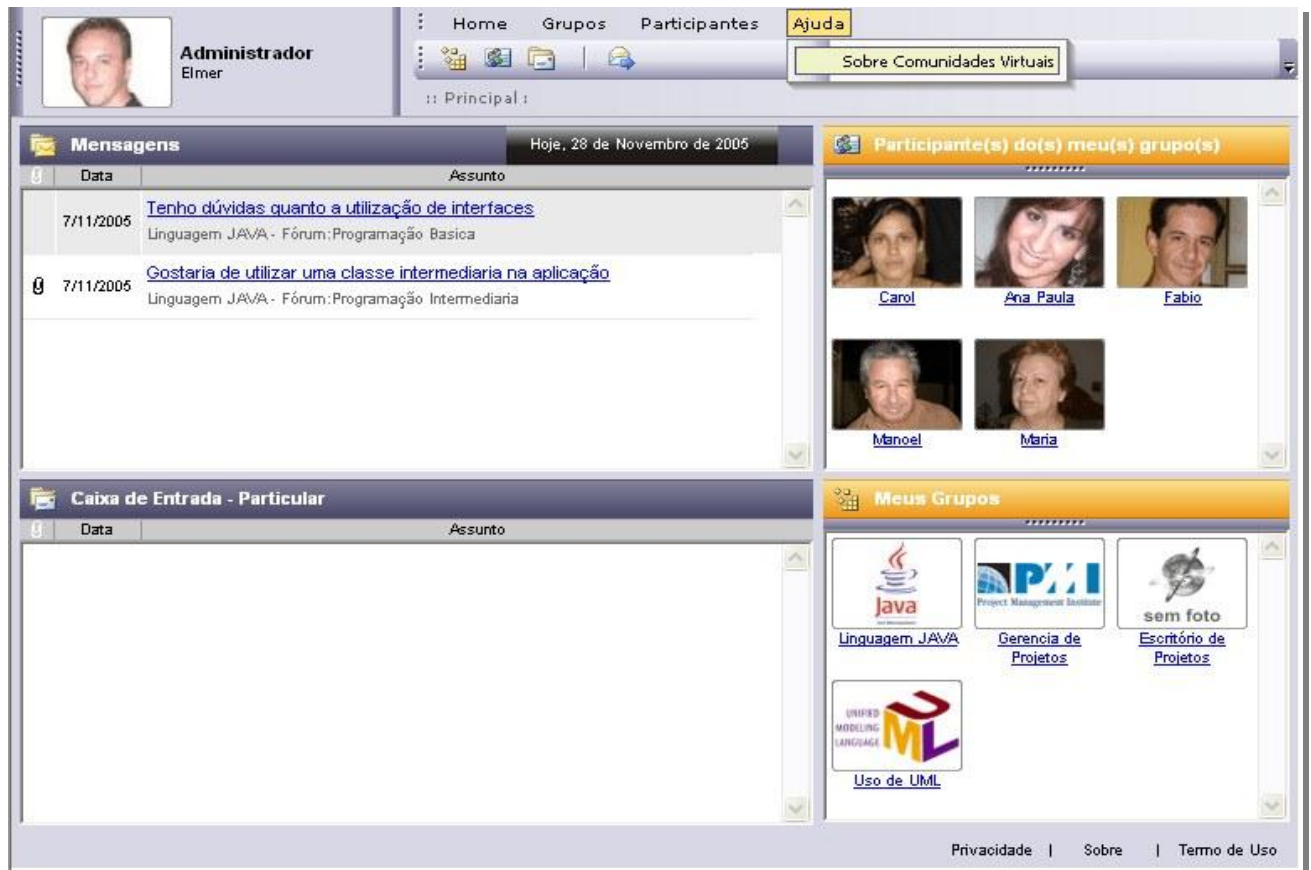 Home Grupos Participantes Ajuda
Administrador
Elmer
Sobre Comunidades Virtuais
:: Principal :
Mensagens
Hoje, 28 de Novembro de 2005
Data Assunto
7/11/2005
Tenho dúvidas quanto a utilização de interfaces
Linguagem JAVA - Fórum:Programação Basica
7/11/2005
Gostaria de utilizar uma classe intermediaria na aplicação
Linguagem JAVA - Fórum:Programação Intermediaria
Participante(s) do(s) meu(s) grupo(s)
Carol Ana Paula Fabio
Manoel Maria
Caixa de Entrada - Particular
Data Assunto
Meus Grupos
Java
PMI
Project Management Institute
sem foto
Linguagem JAVA
Gerencia de
Projetos
Escritório de
Projetos
UNIFIED
MODELING
LANGUAGE
UML
Uso de UML
Privacidade | Sobre | Termo de Uso